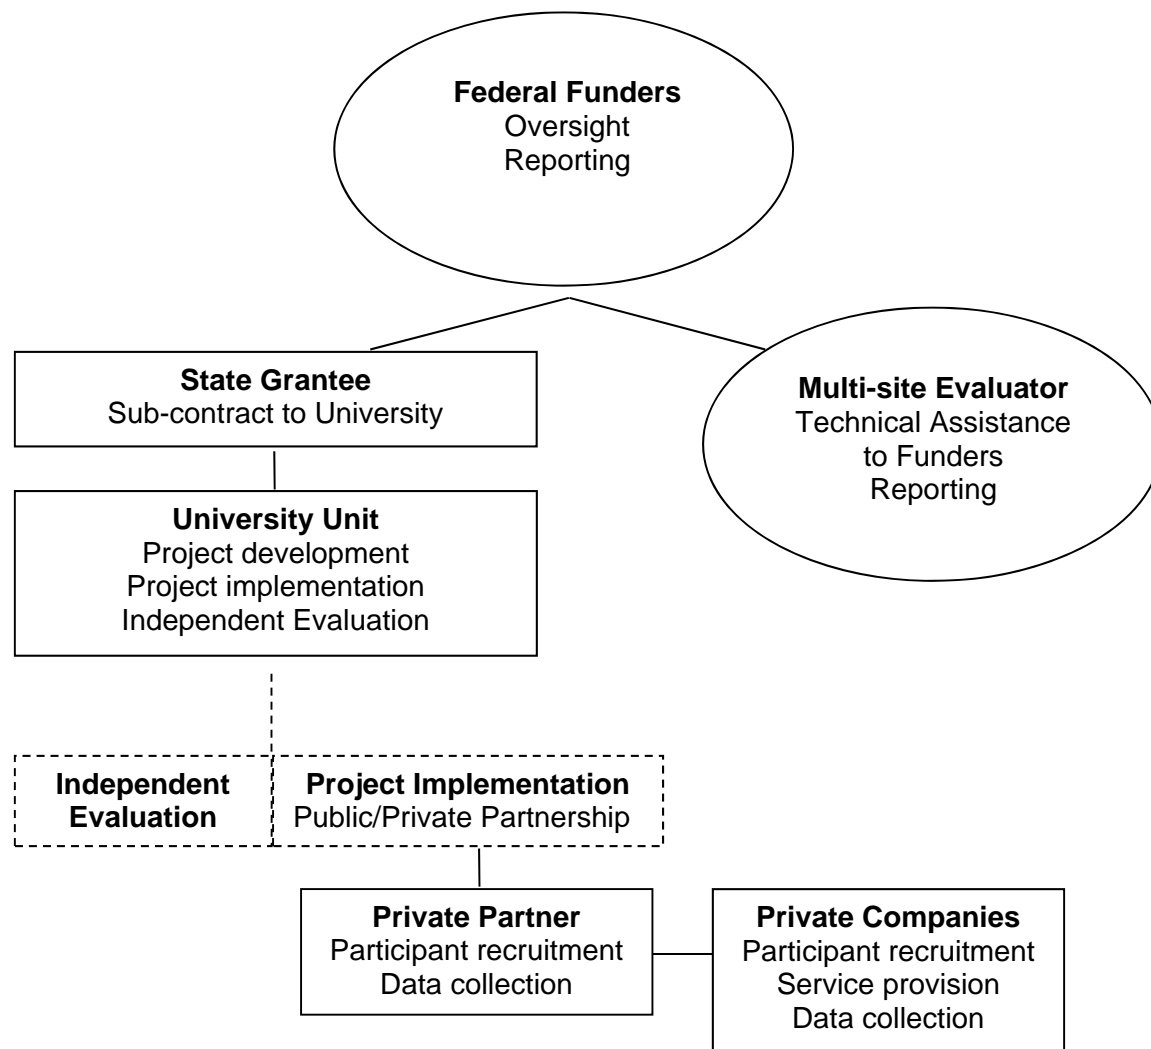 Federal Funders
Oversight
Reporting
State Grantee
Sub-contract to University
Multi-site Evaluator
Technical Assistance
to Funders
Reporting
University Unit
Project development
Project implementation
Independent Evaluation
Independent
Evaluation
Project Implementation
Public/Private Partnership
Private Partner
Participant recruitment
Data collection
Private Companies
Participant recruitment
Service provision
Data collection